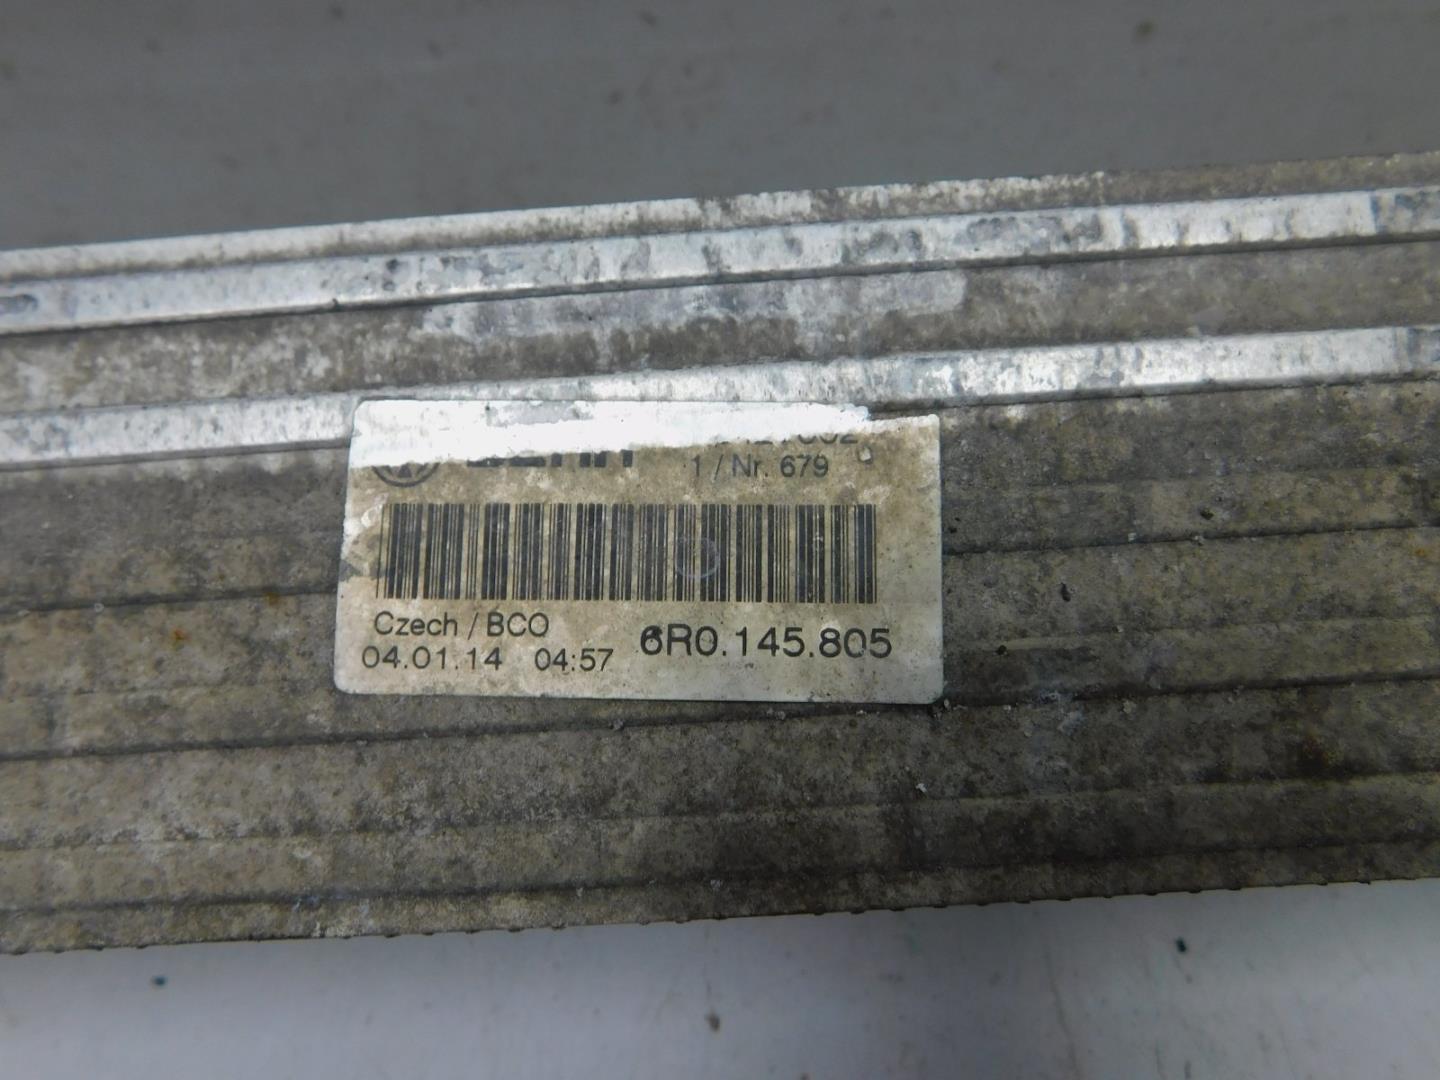 1 / Nr. 679
Czech / BCO
04.01.14 04:57 6R0.145.805